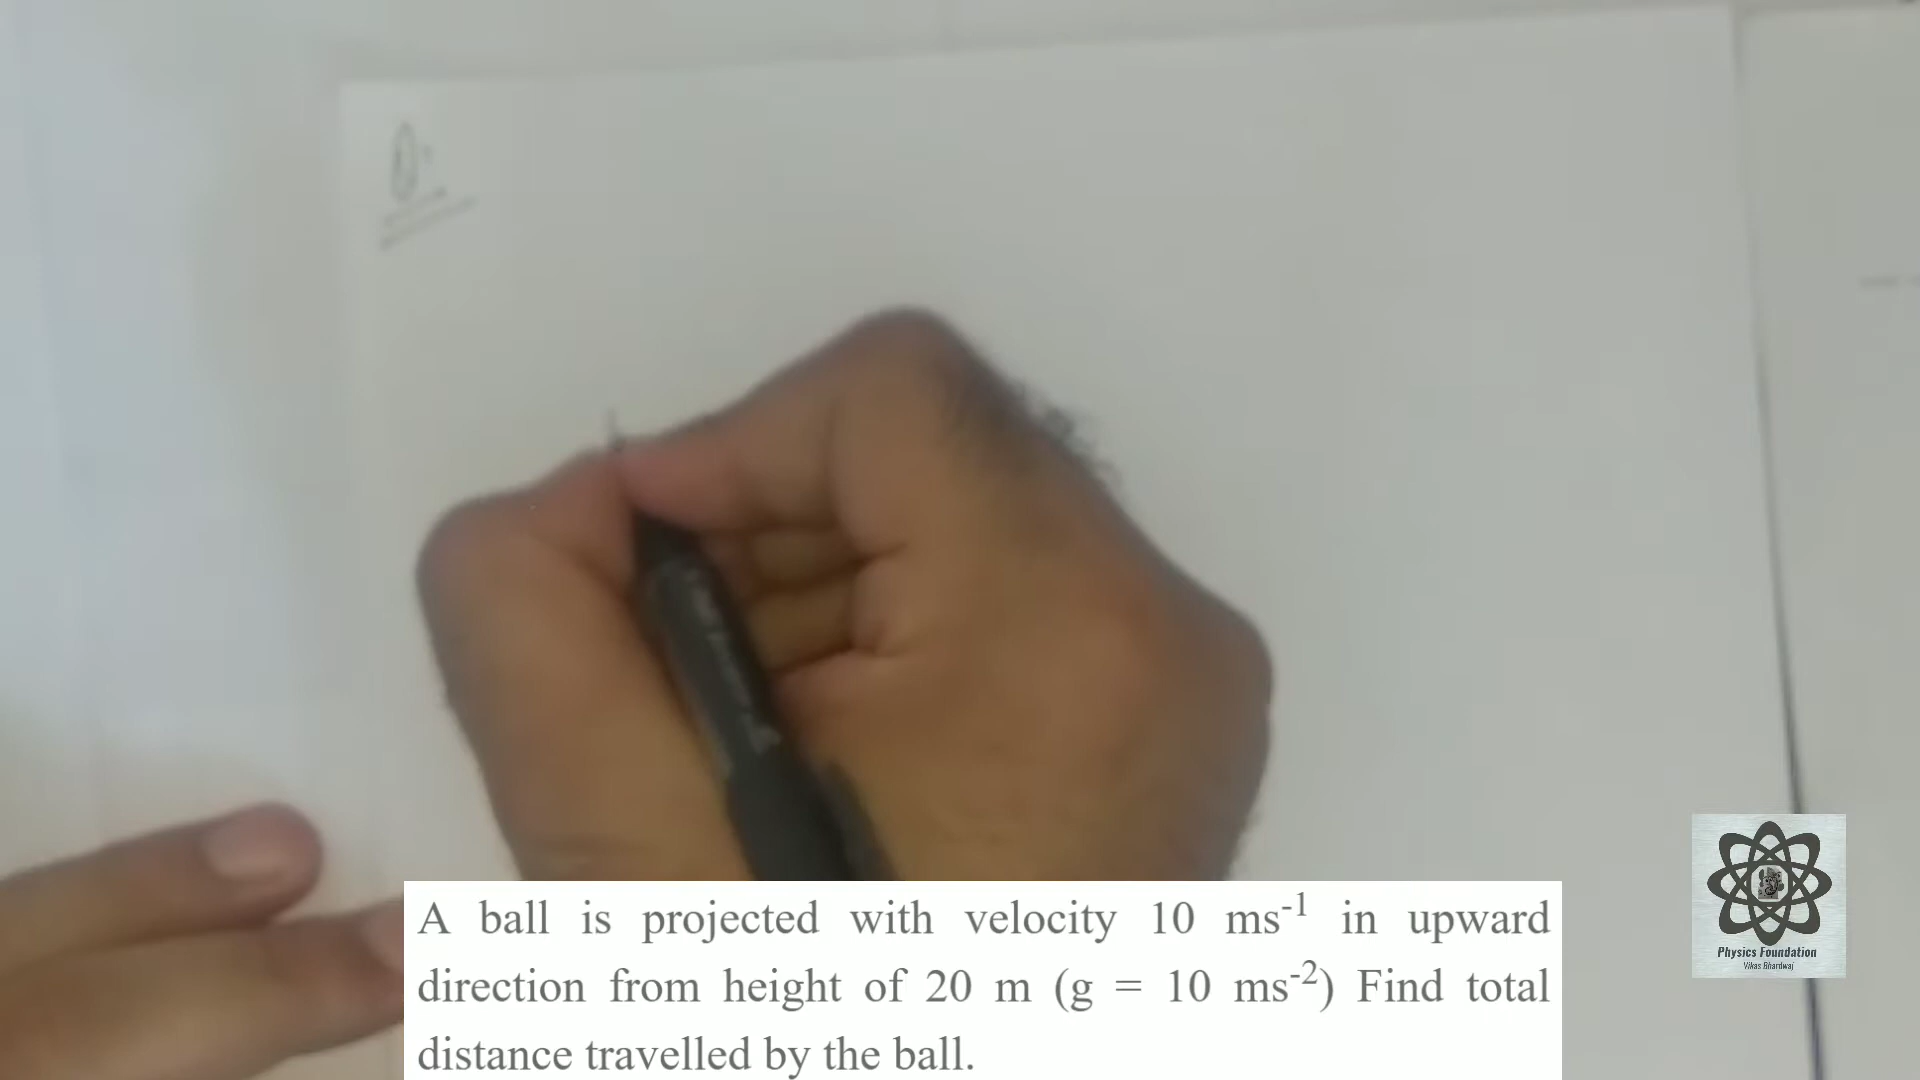 A ball is projected with velocity 10 ms⁻¹ in upward
direction from height of 20 m (g = 10 ms⁻²) Find total
distance travelled by the ball.
Physics Foundation
Vikas Bhardwaj